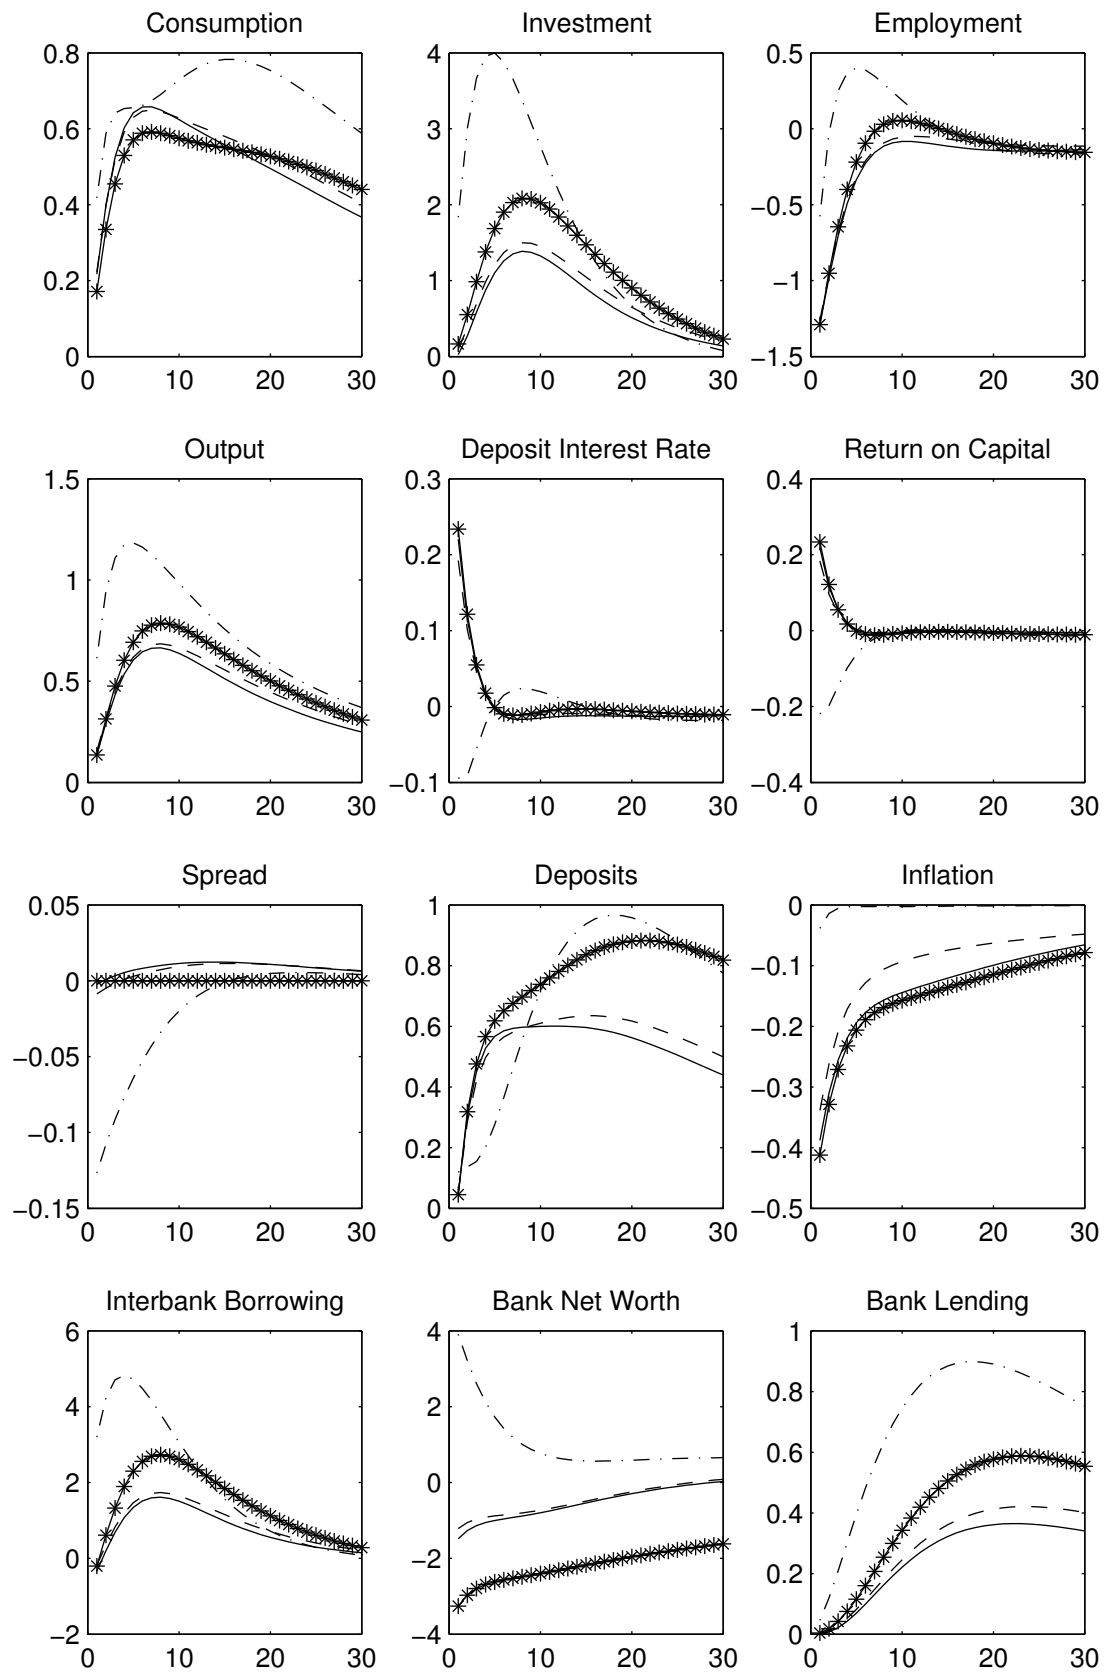 Consumption
Investment
Employment
0.8
0.6
0.4
0.2
0
0 10 20 30
4
3
2
1
0
0 10 20 30
0.5
0
−0.5
−1
−1.5
0 10 20 30
Output
Deposit Interest Rate
Return on Capital
1.5
1
0.5
0
0 10 20 30
0.3
0.2
0.1
0
−0.1
0 10 20 30
0.4
0.2
0
−0.2
−0.4
0 10 20 30
Spread
Deposits
Inflation
0.05
0
−0.05
−0.1
−0.15
0 10 20 30
1
0.8
0.6
0.4
0.2
0
0 10 20 30
0
−0.1
−0.2
−0.3
−0.4
−0.5
0 10 20 30
Interbank Borrowing
Bank Net Worth
Bank Lending
6
4
2
0
−2
0 10 20 30
4
2
0
−2
−4
0 10 20 30
1
0.8
0.6
0.4
0.2
0
0 10 20 30